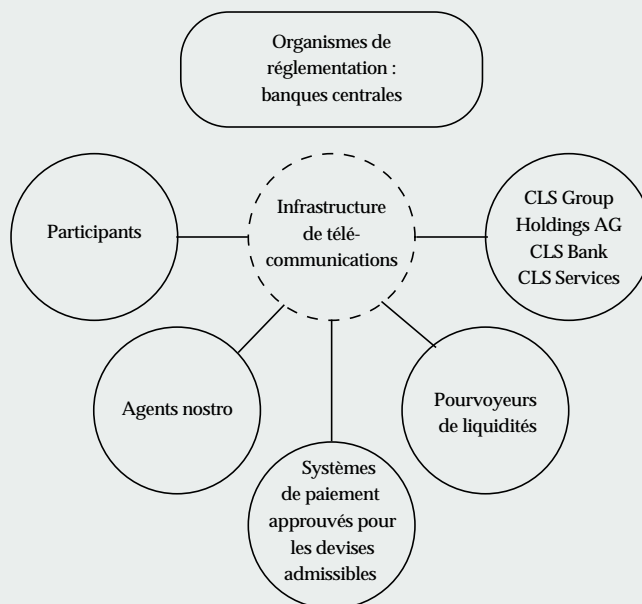 Organismes de
réglementation :
banques centrales
Participants
Infrastructure
de télé-
communications
CLS Group
Holdings AG
CLS Bank
CLS Services
Agents nostro
Pourvoyeurs
de liquidités
Systèmes
de paiement
approuvés pour
les devises
admissibles